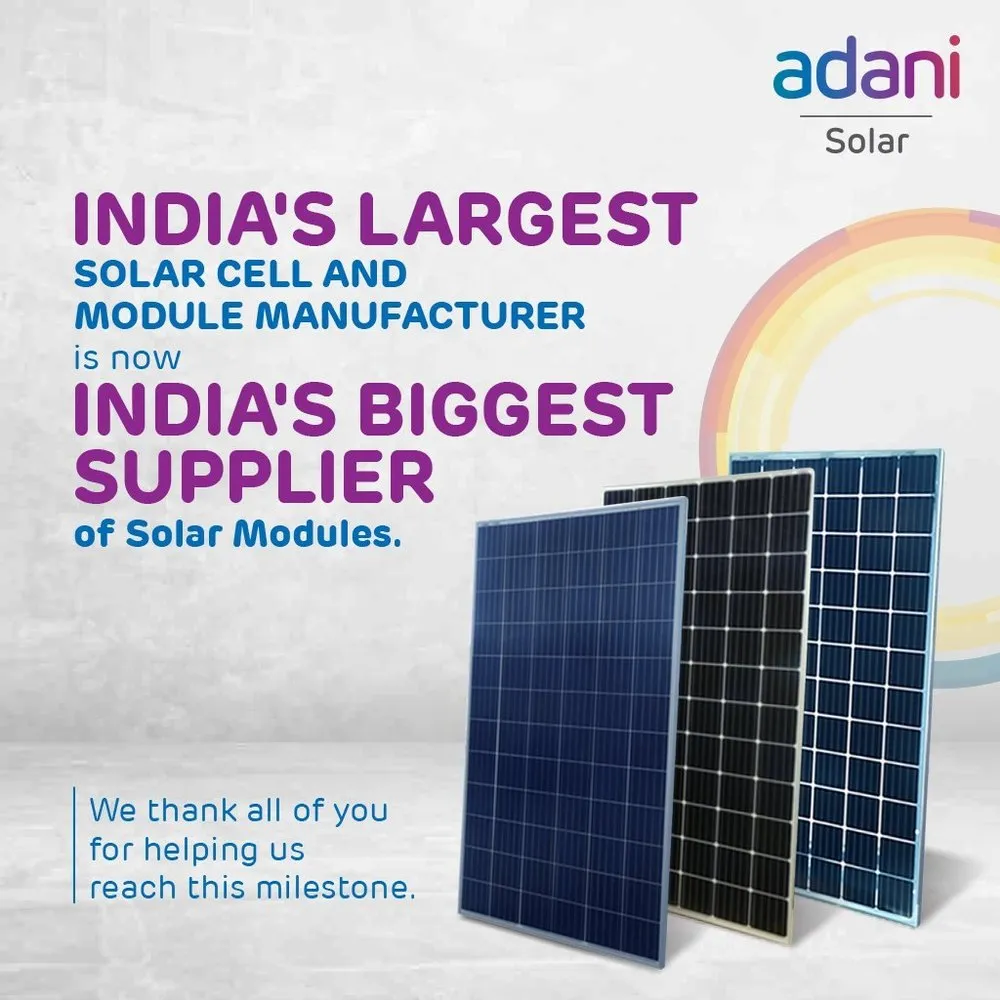 adani
Solar
INDIA'S LARGEST
SOLAR CELL AND
MODULE MANUFACTURER
is now
INDIA'S BIGGEST
SUPPLIER
of Solar Modules.
We thank all of you
for helping us
reach this milestone.